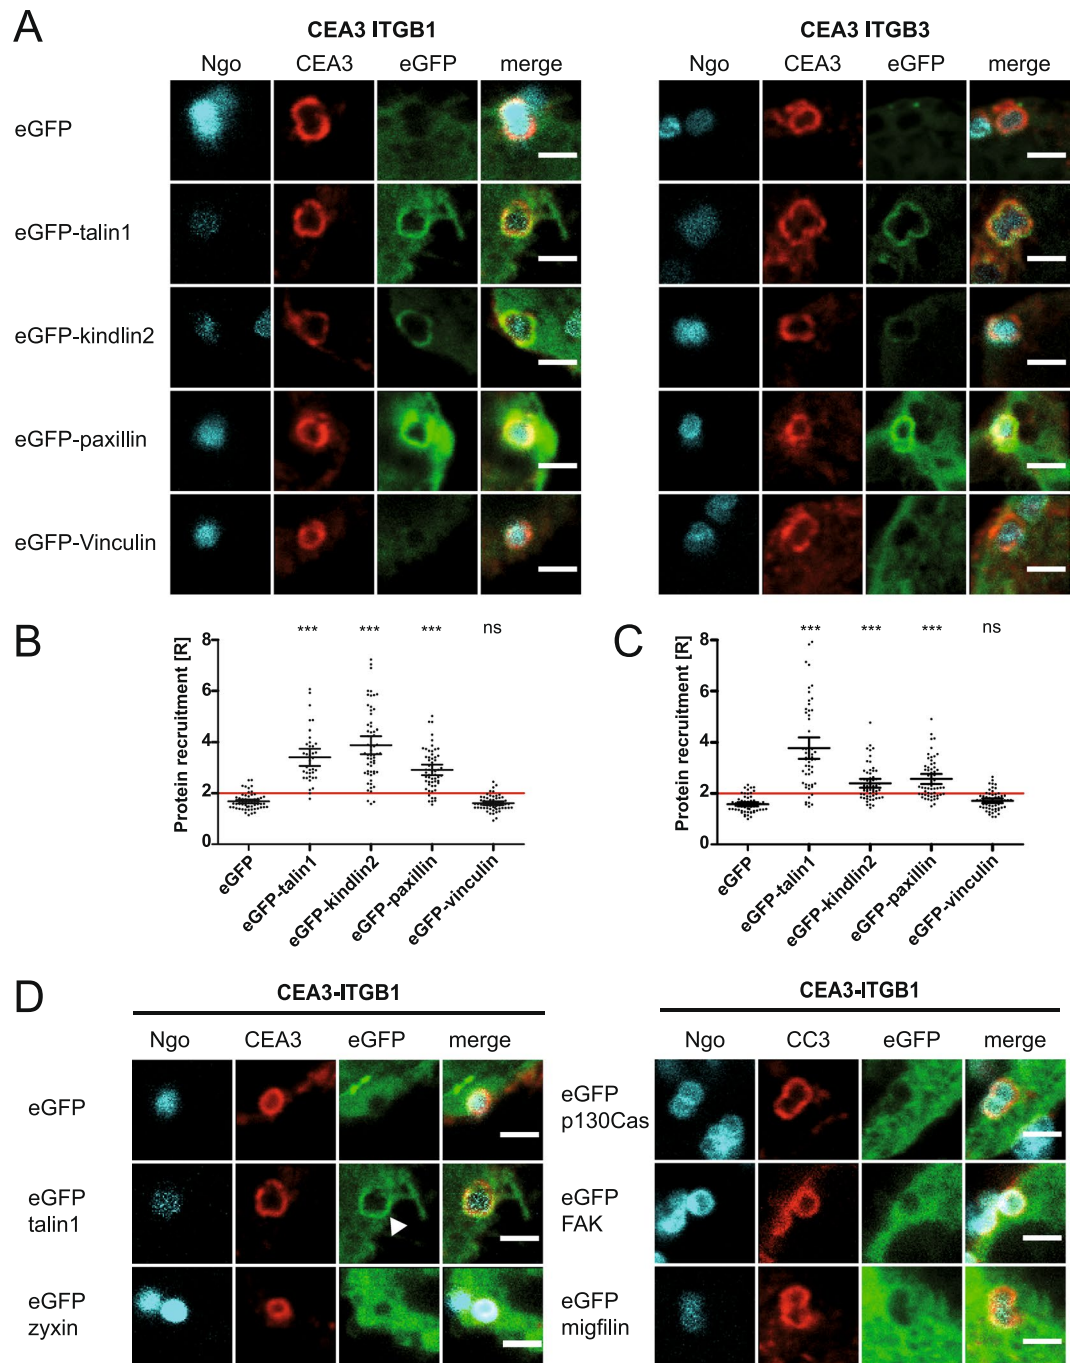 A
CEA3 ITGB1
CEA3 ITGB3
Ngo CEA3 eGFP merge
Ngo CEA3 eGFP merge
eGFP
eGFP-talin1
eGFP-kindlin2
eGFP-paxillin
eGFP-Vinculin
B
Protein recruitment [R]
8
6
4
2
0
*** *** *** ns
eGFP
eGFP-talin1
eGFP-kindlin2
eGFP-paxillin
eGFP-vinculin
C
Protein recruitment [R]
8
6
4
2
0
*** *** *** ns
eGFP
eGFP-talin1
eGFP-kindlin2
eGFP-paxillin
eGFP-vinculin
D
CEA3-ITGB1
Ngo CEA3 eGFP merge
eGFP
eGFP
talin1
eGFP
zyxin
CEA3-ITGB1
Ngo CC3 eGFP merge
eGFP
p130Cas
eGFP
FAK
eGFP
migfilin